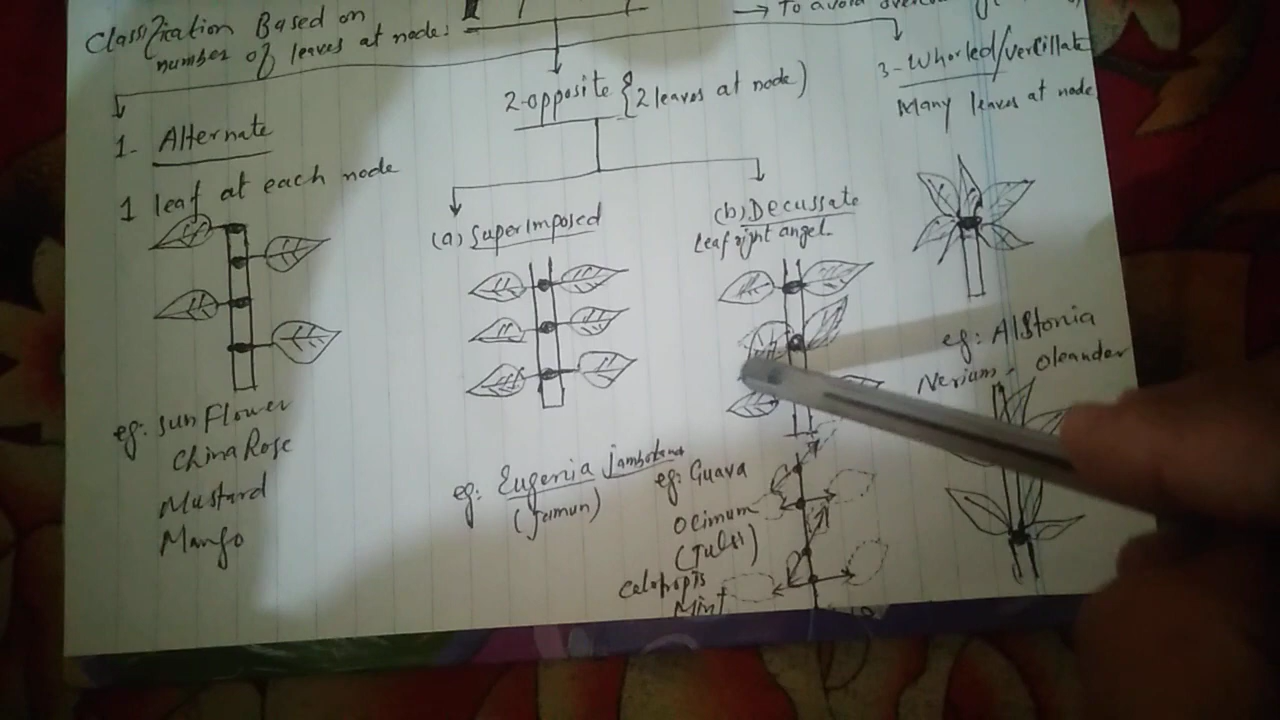 → To avoid
Classification Based on
number of leaves at node:
1- Alternate
1 leaf at each node
eg: Sun Flower
China Rose
Mustard
Mango
2-opposite {2 leaves at node)
(a) Superimposed
eg: Eugenia Jambolana
(Jamun)
(b) Decussate
Leaf right angel.
eg: Guava
Ocimum
(Tulsi)
Calotropis
Mint
3-Whorled/verticillate
Many leaves at node
eg: Alstonia
Nerium - Oleander